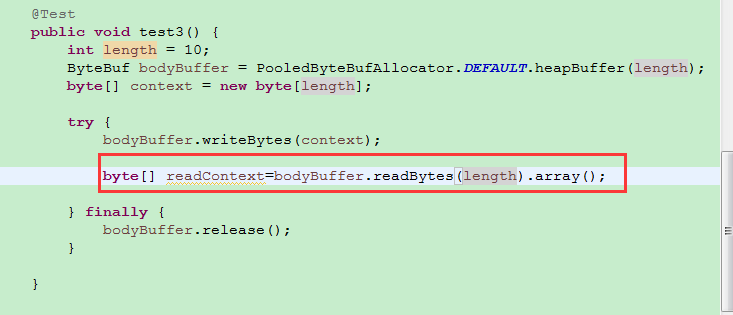 @Test
public void test3() {
int length = 10;
ByteBuf bodyBuffer = PooledByteBufAllocator.DEFAULT.heapBuffer(length);
byte[] context = new byte[length];
try {
bodyBuffer.writeBytes(context);
byte[] readContext=bodyBuffer.readBytes(length).array();
} finally {
bodyBuffer.release();
}
}